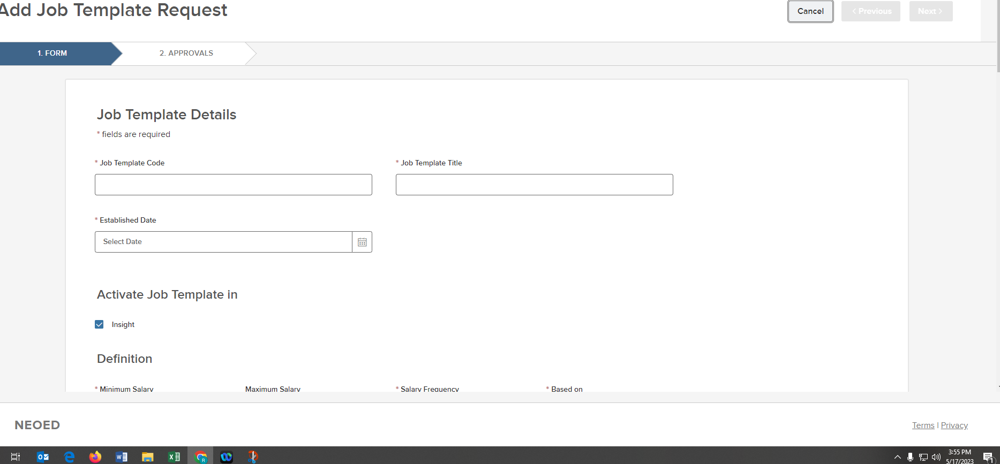 Add Job Template Request
Cancel
< Previous
Next >
1. FORM
2. APPROVALS
Job Template Details
* fields are required
* Job Template Code
* Job Template Title
* Established Date
Select Date
Activate Job Template in
Insight
Definition
* Minimum Salary
Maximum Salary
* Salary Frequency
* Based on
NEOED
Terms | Privacy
3:55 PM
5/17/2023
1